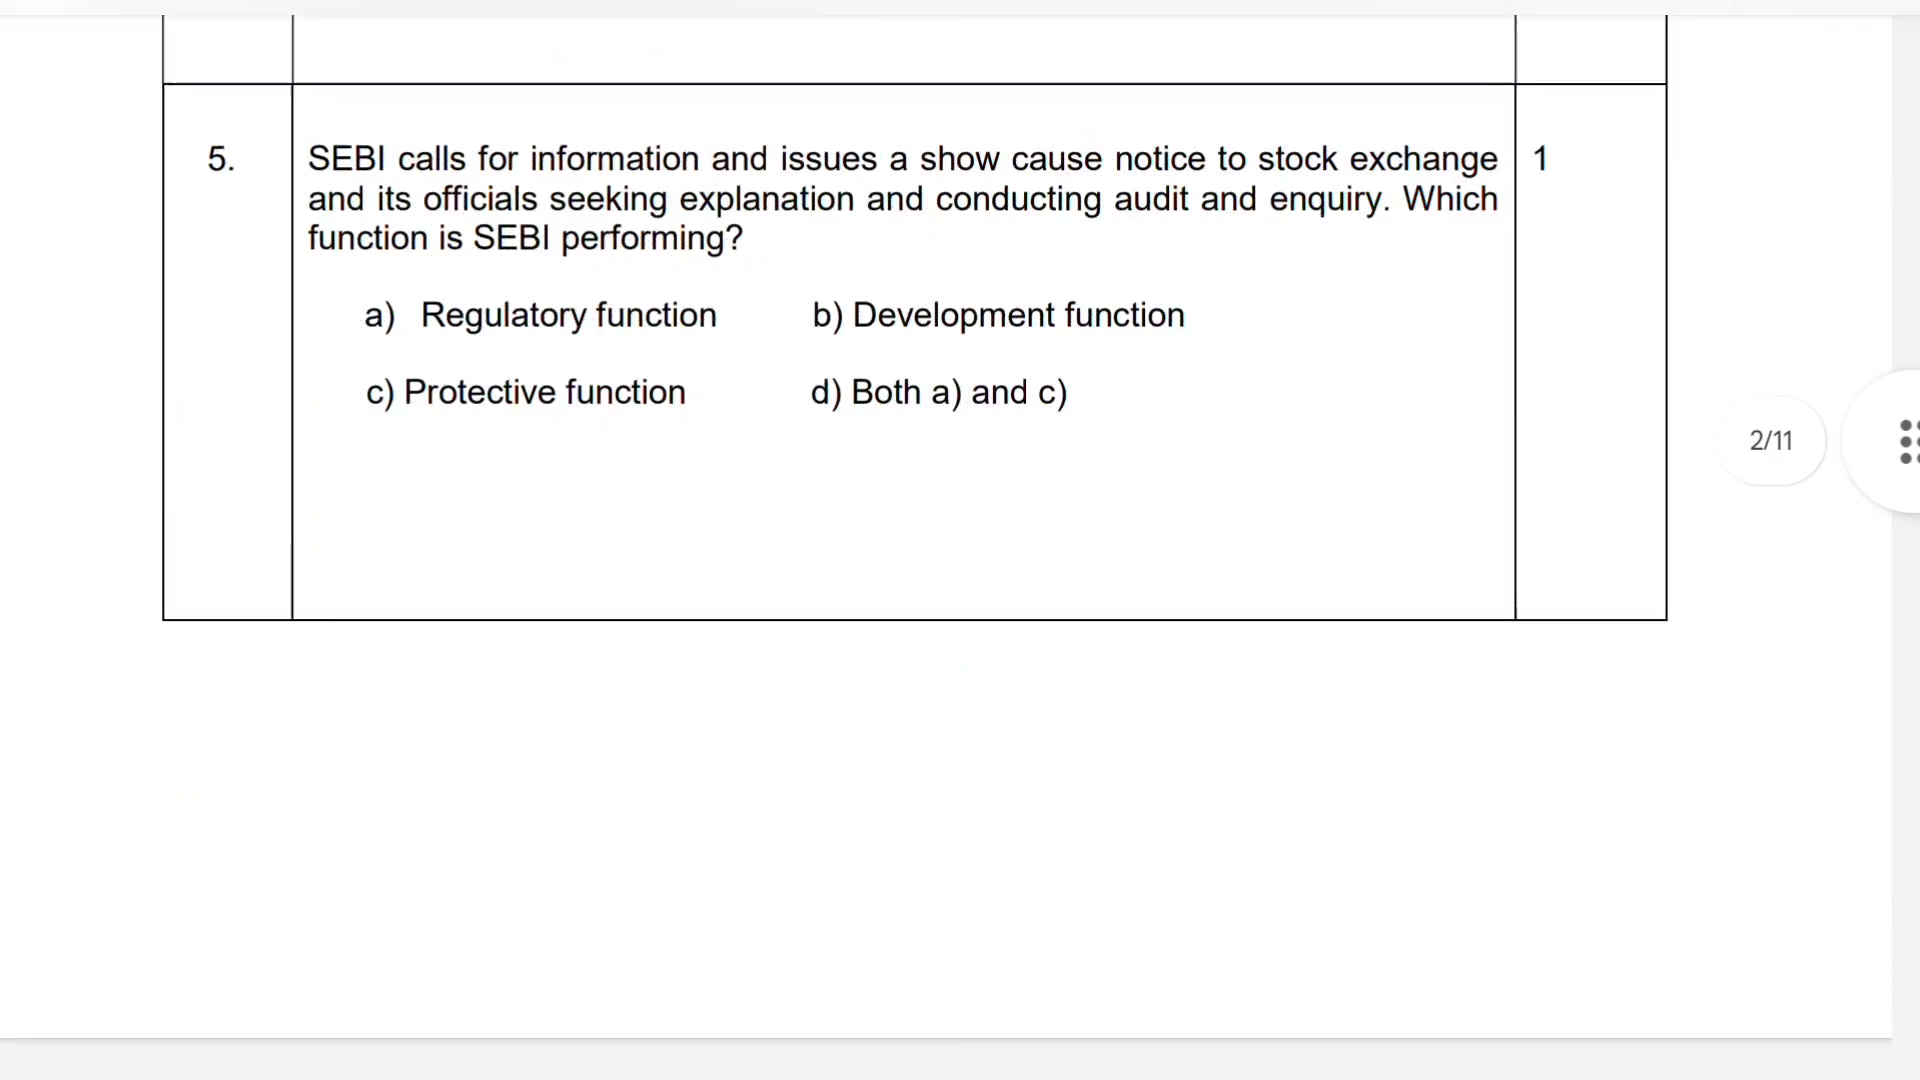 5. SEBI calls for information and issues a show cause notice to stock exchange 1
and its officials seeking explanation and conducting audit and enquiry. Which
function is SEBI performing?
a) Regulatory function b) Development function
c) Protective function d) Both a) and c)
2/11